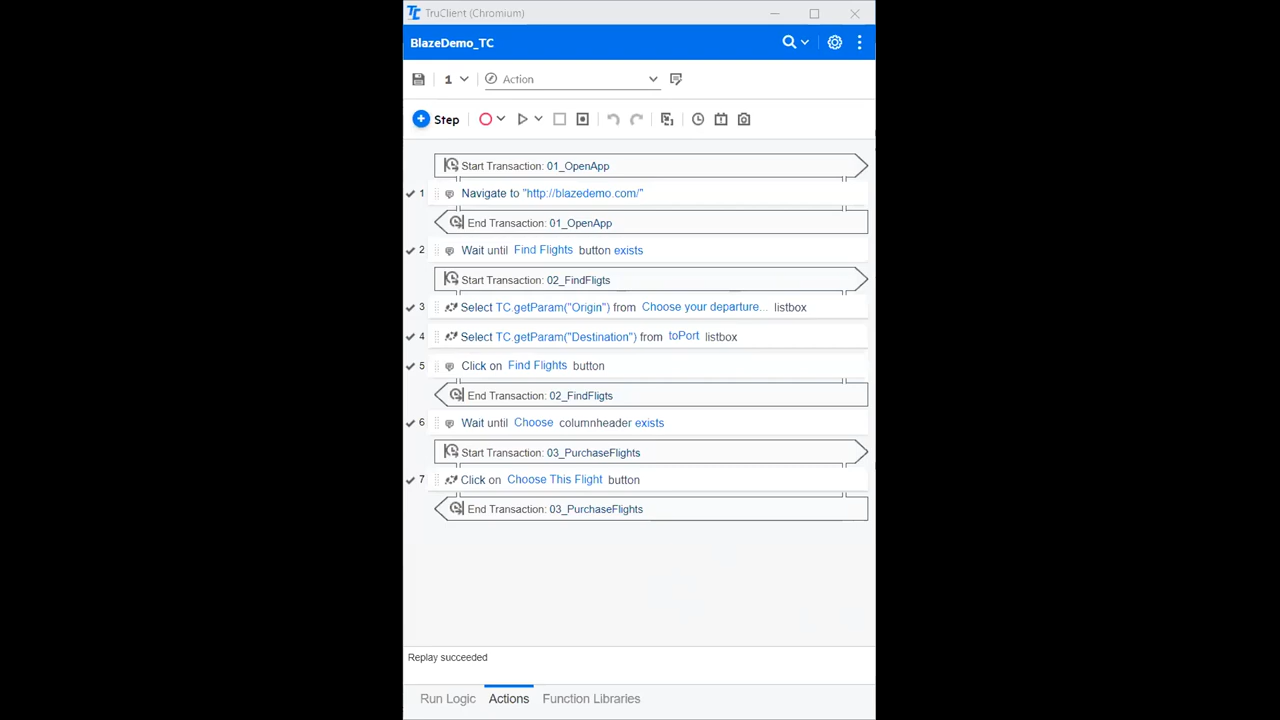 TC TruClient (Chromium)
BlazeDemo_TC
1 Action
Step
Start Transaction: 01_OpenApp
1 Navigate to "http://blazedemo.com/"
End Transaction: 01_OpenApp
2 Wait until Find Flights button exists
Start Transaction: 02_FindFligts
3 Select TC.getParam("Origin") from Choose your departure... listbox
4 Select TC.getParam("Destination") from toPort listbox
5 Click on Find Flights button
End Transaction: 02_FindFligts
6 Wait until Choose columnheader exists
Start Transaction: 03_PurchaseFlights
7 Click on Choose This Flight button
End Transaction: 03_PurchaseFlights
Replay succeeded
Run Logic Actions Function Libraries